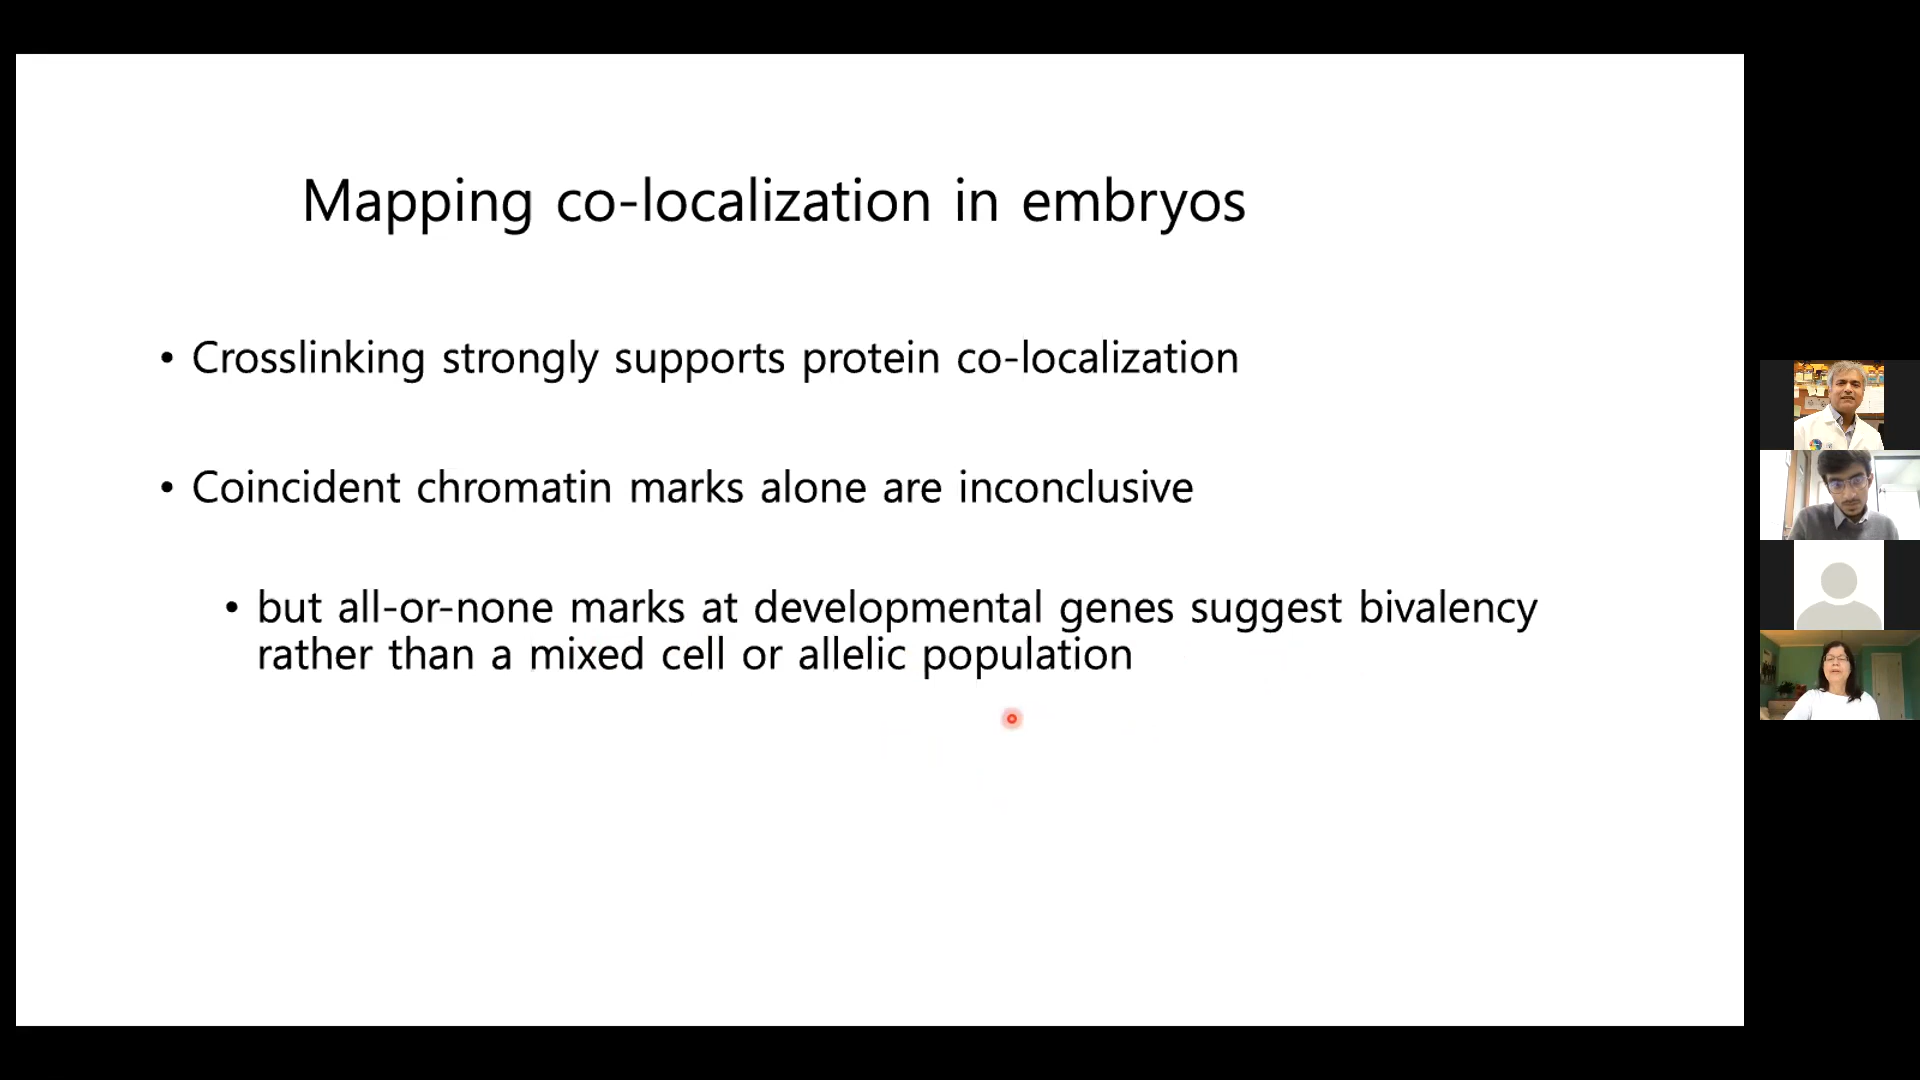 Mapping co-localization in embryos
• Crosslinking strongly supports protein co-localization
• Coincident chromatin marks alone are inconclusive
• but all-or-none marks at developmental genes suggest bivalency
rather than a mixed cell or allelic population